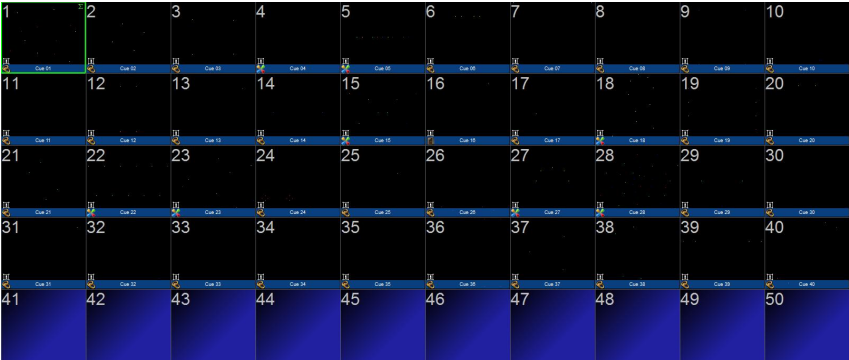 1 2 3 4 5 6 7 8 9 10
Cue 01 Cue 02 Cue 03 Cue 04 Cue 05 Cue 06 Cue 07 Cue 08 Cue 09 Cue 10
11 12 13 14 15 16 17 18 19 20
Cue 11 Cue 12 Cue 13 Cue 14 Cue 15 Cue 16 Cue 17 Cue 18 Cue 19 Cue 20
21 22 23 24 25 26 27 28 29 30
Cue 21 Cue 22 Cue 23 Cue 24 Cue 25 Cue 26 Cue 27 Cue 28 Cue 29 Cue 30
31 32 33 34 35 36 37 38 39 40
Cue 31 Cue 32 Cue 33 Cue 34 Cue 35 Cue 36 Cue 37 Cue 38 Cue 39 Cue 40
41 42 43 44 45 46 47 48 49 50